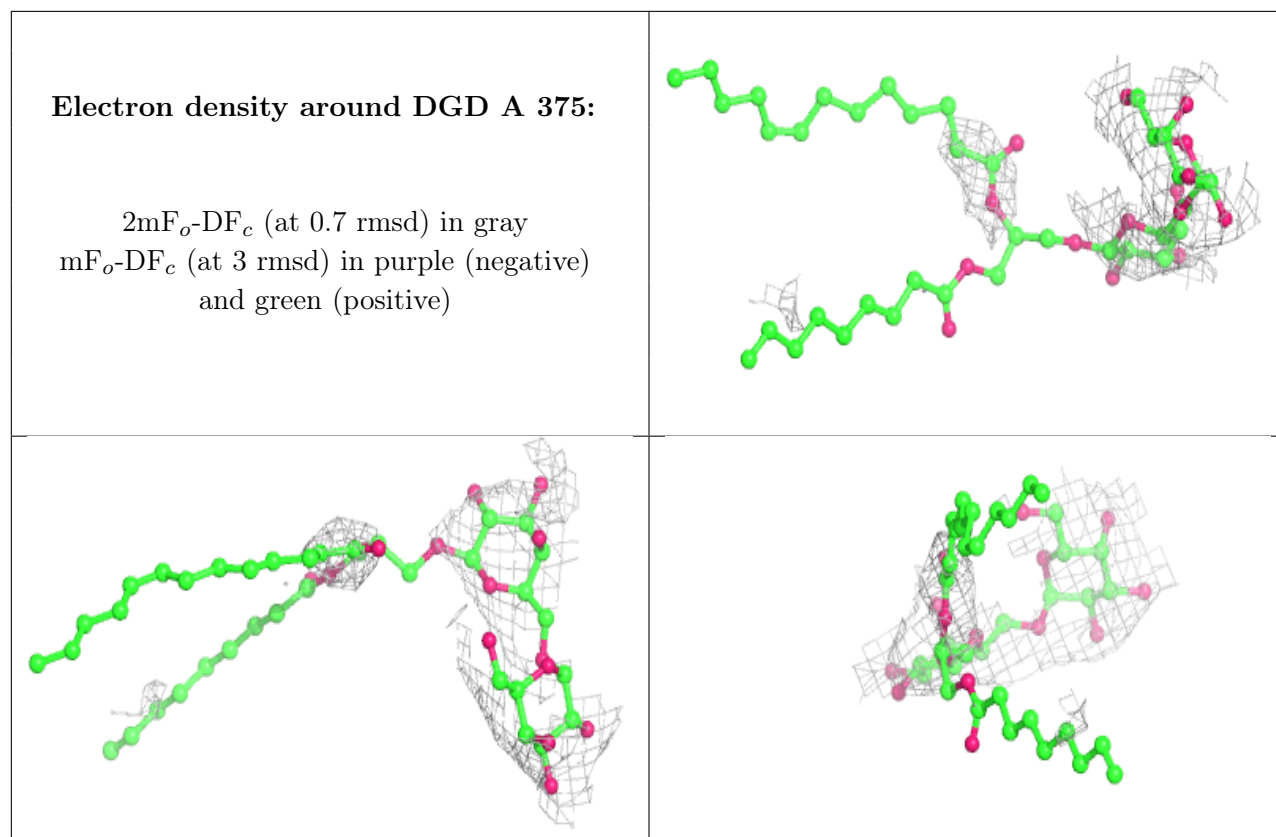 Electron density around DGD A 375:
2mFo-DFc (at 0.7 rmsd) in gray
mFo-DFc (at 3 rmsd) in purple (negative)
and green (positive)